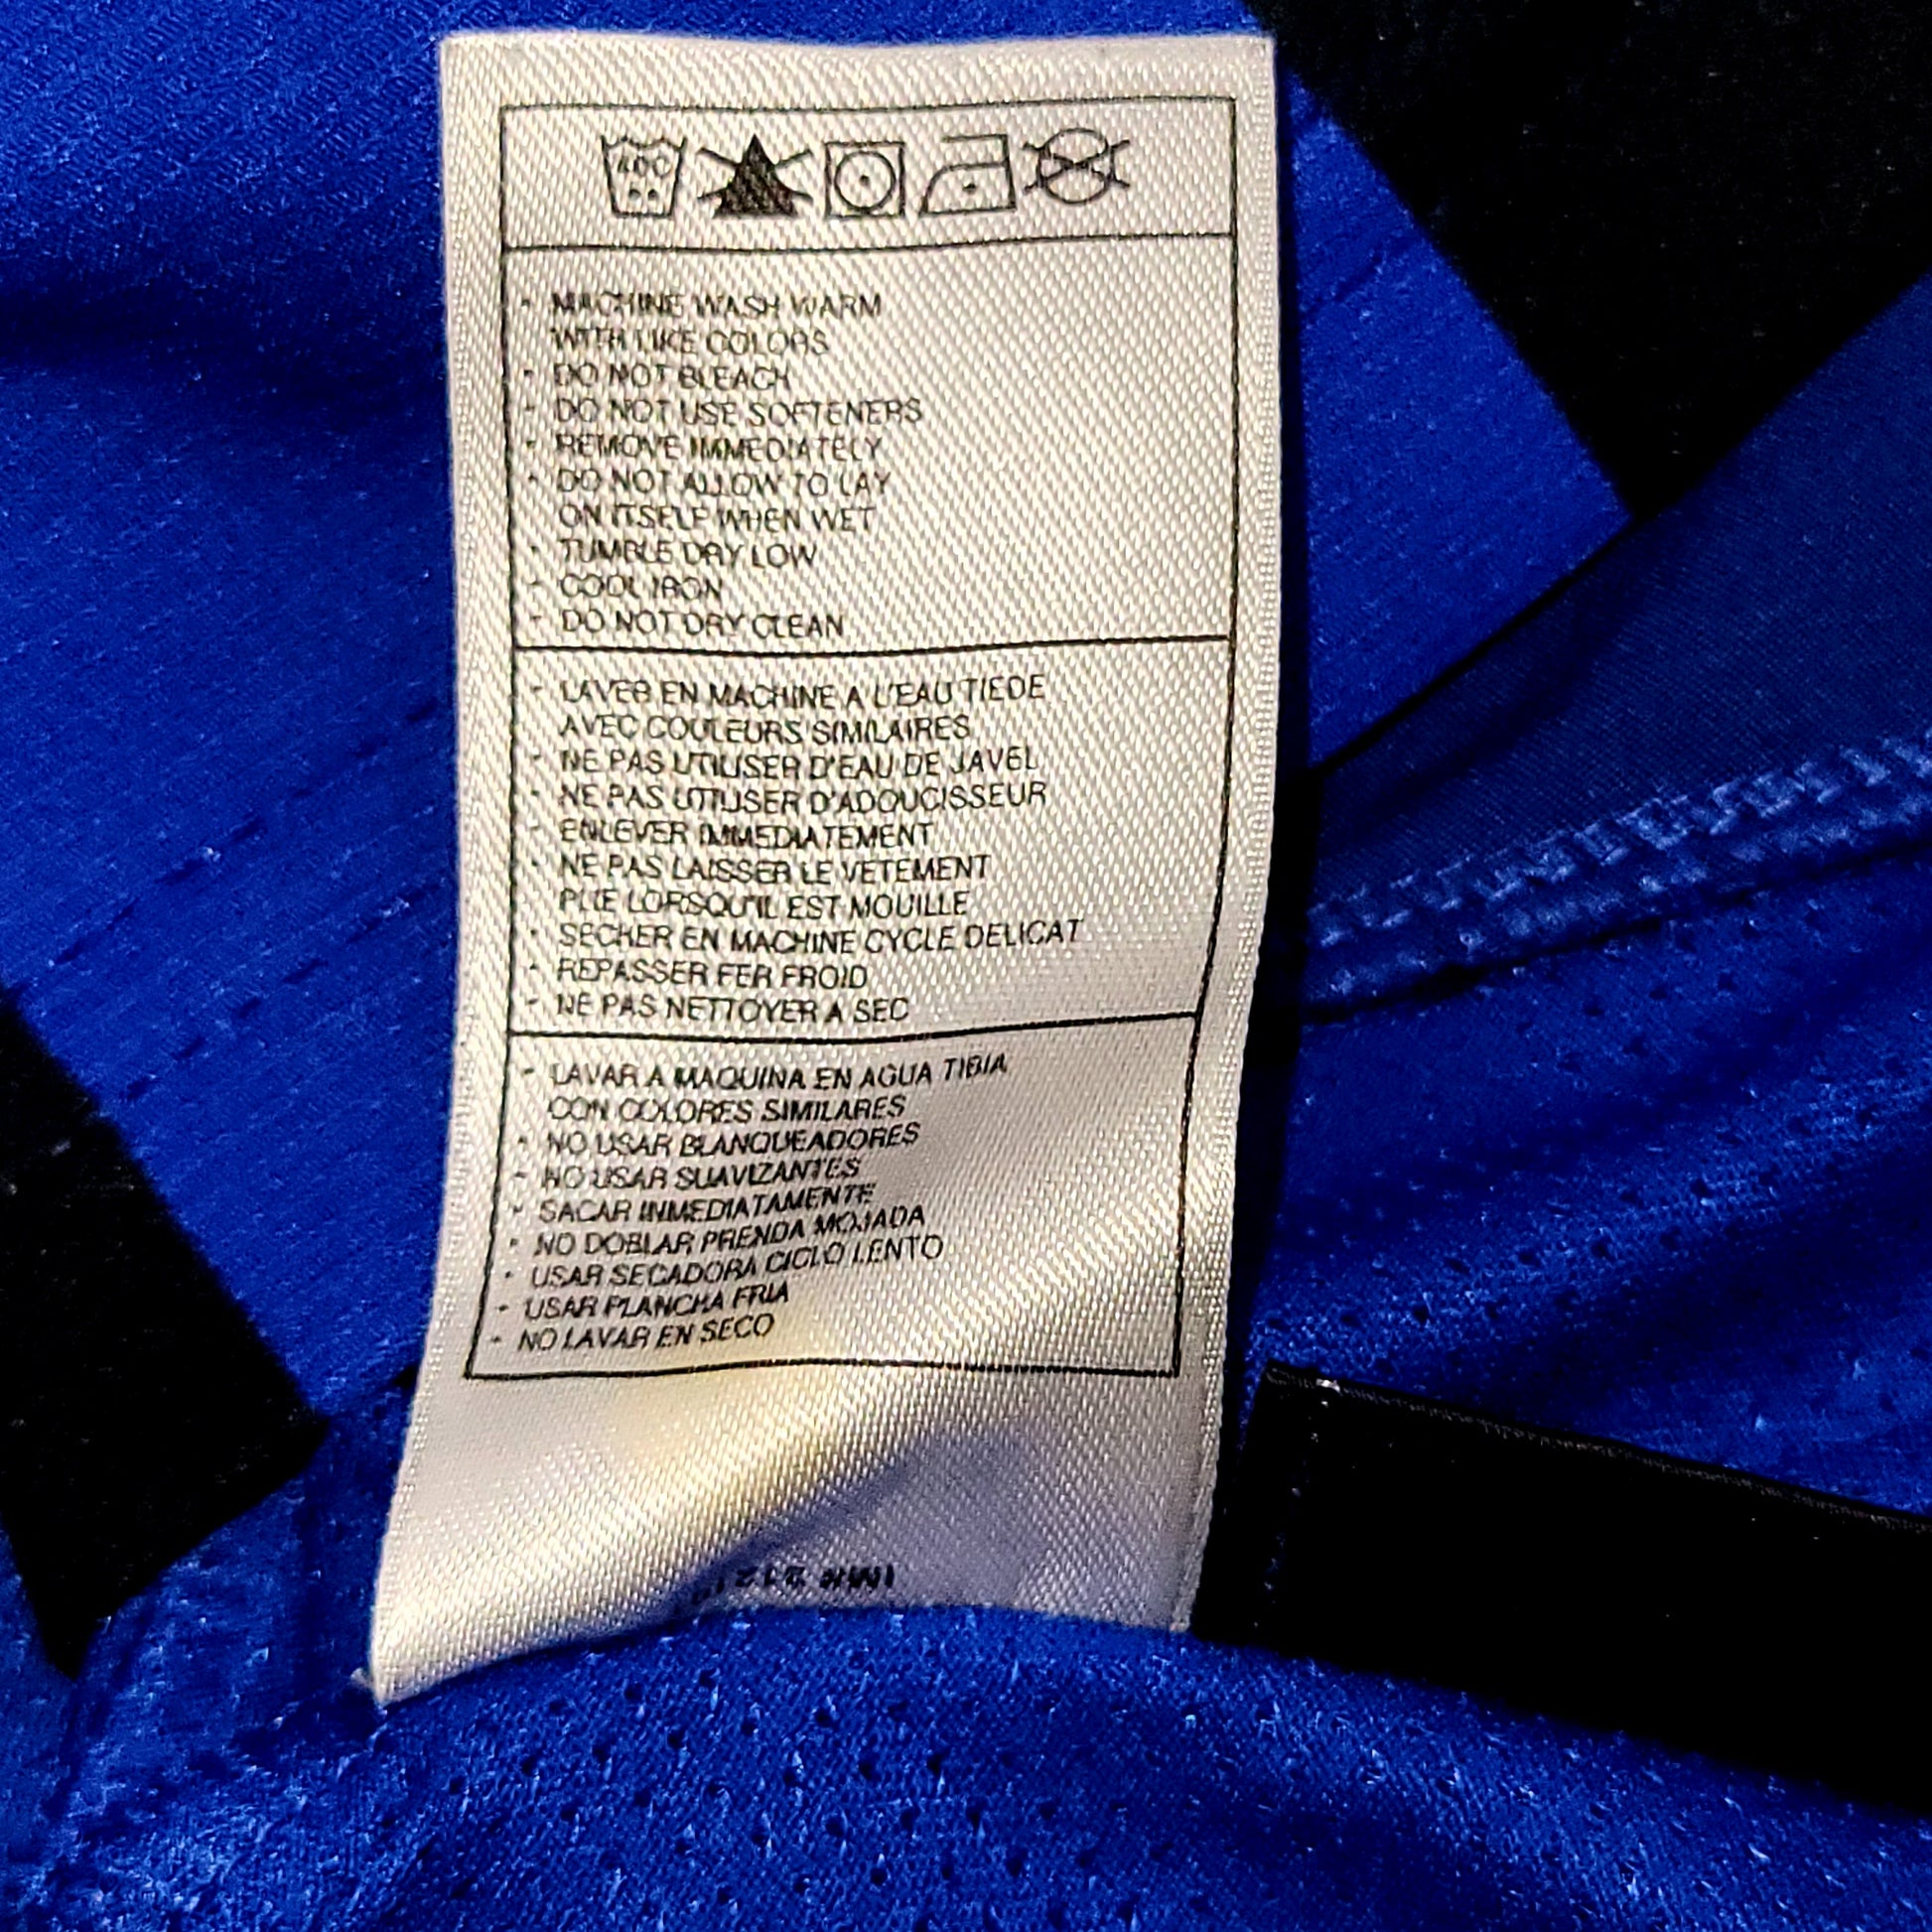 40C
- MACHINE WASH WARM
WITH LIKE COLORS
- DO NOT BLEACH
- DO NOT USE SOFTENERS
- REMOVE IMMEDIATELY
- DO NOT ALLOW TO LAY
ON ITSELF WHEN WET
- TUMBLE DRY LOW
- COOL IRON
- DO NOT DRY CLEAN
- LAVER EN MACHINE A L'EAU TIEDE
AVEC COULEURS SIMILAIRES
- NE PAS UTILISER D'EAU DE JAVEL
- NE PAS UTILISER D'ADOUCISSEUR
- ENLEVER IMMEDIATEMENT
- NE PAS LAISSER LE VETEMENT
PLIE LORSQU'IL EST MOUILLE
- SECHER EN MACHINE CYCLE DELICAT
- REPASSER FER FROID
- NE PAS NETTOYER A SEC
- LAVAR A MAQUINA EN AGUA TIBIA
CON COLORES SIMILARES
- NO USAR BLANQUEADORES
- NO USAR SUAVIZANTES
- SACAR INMEDIATAMENTE
- NO DOBLAR PRENDA MOJADA
- USAR SECADORA CICLO LENTO
- USAR PLANCHA FRIA
- NO LAVAR EN SECO